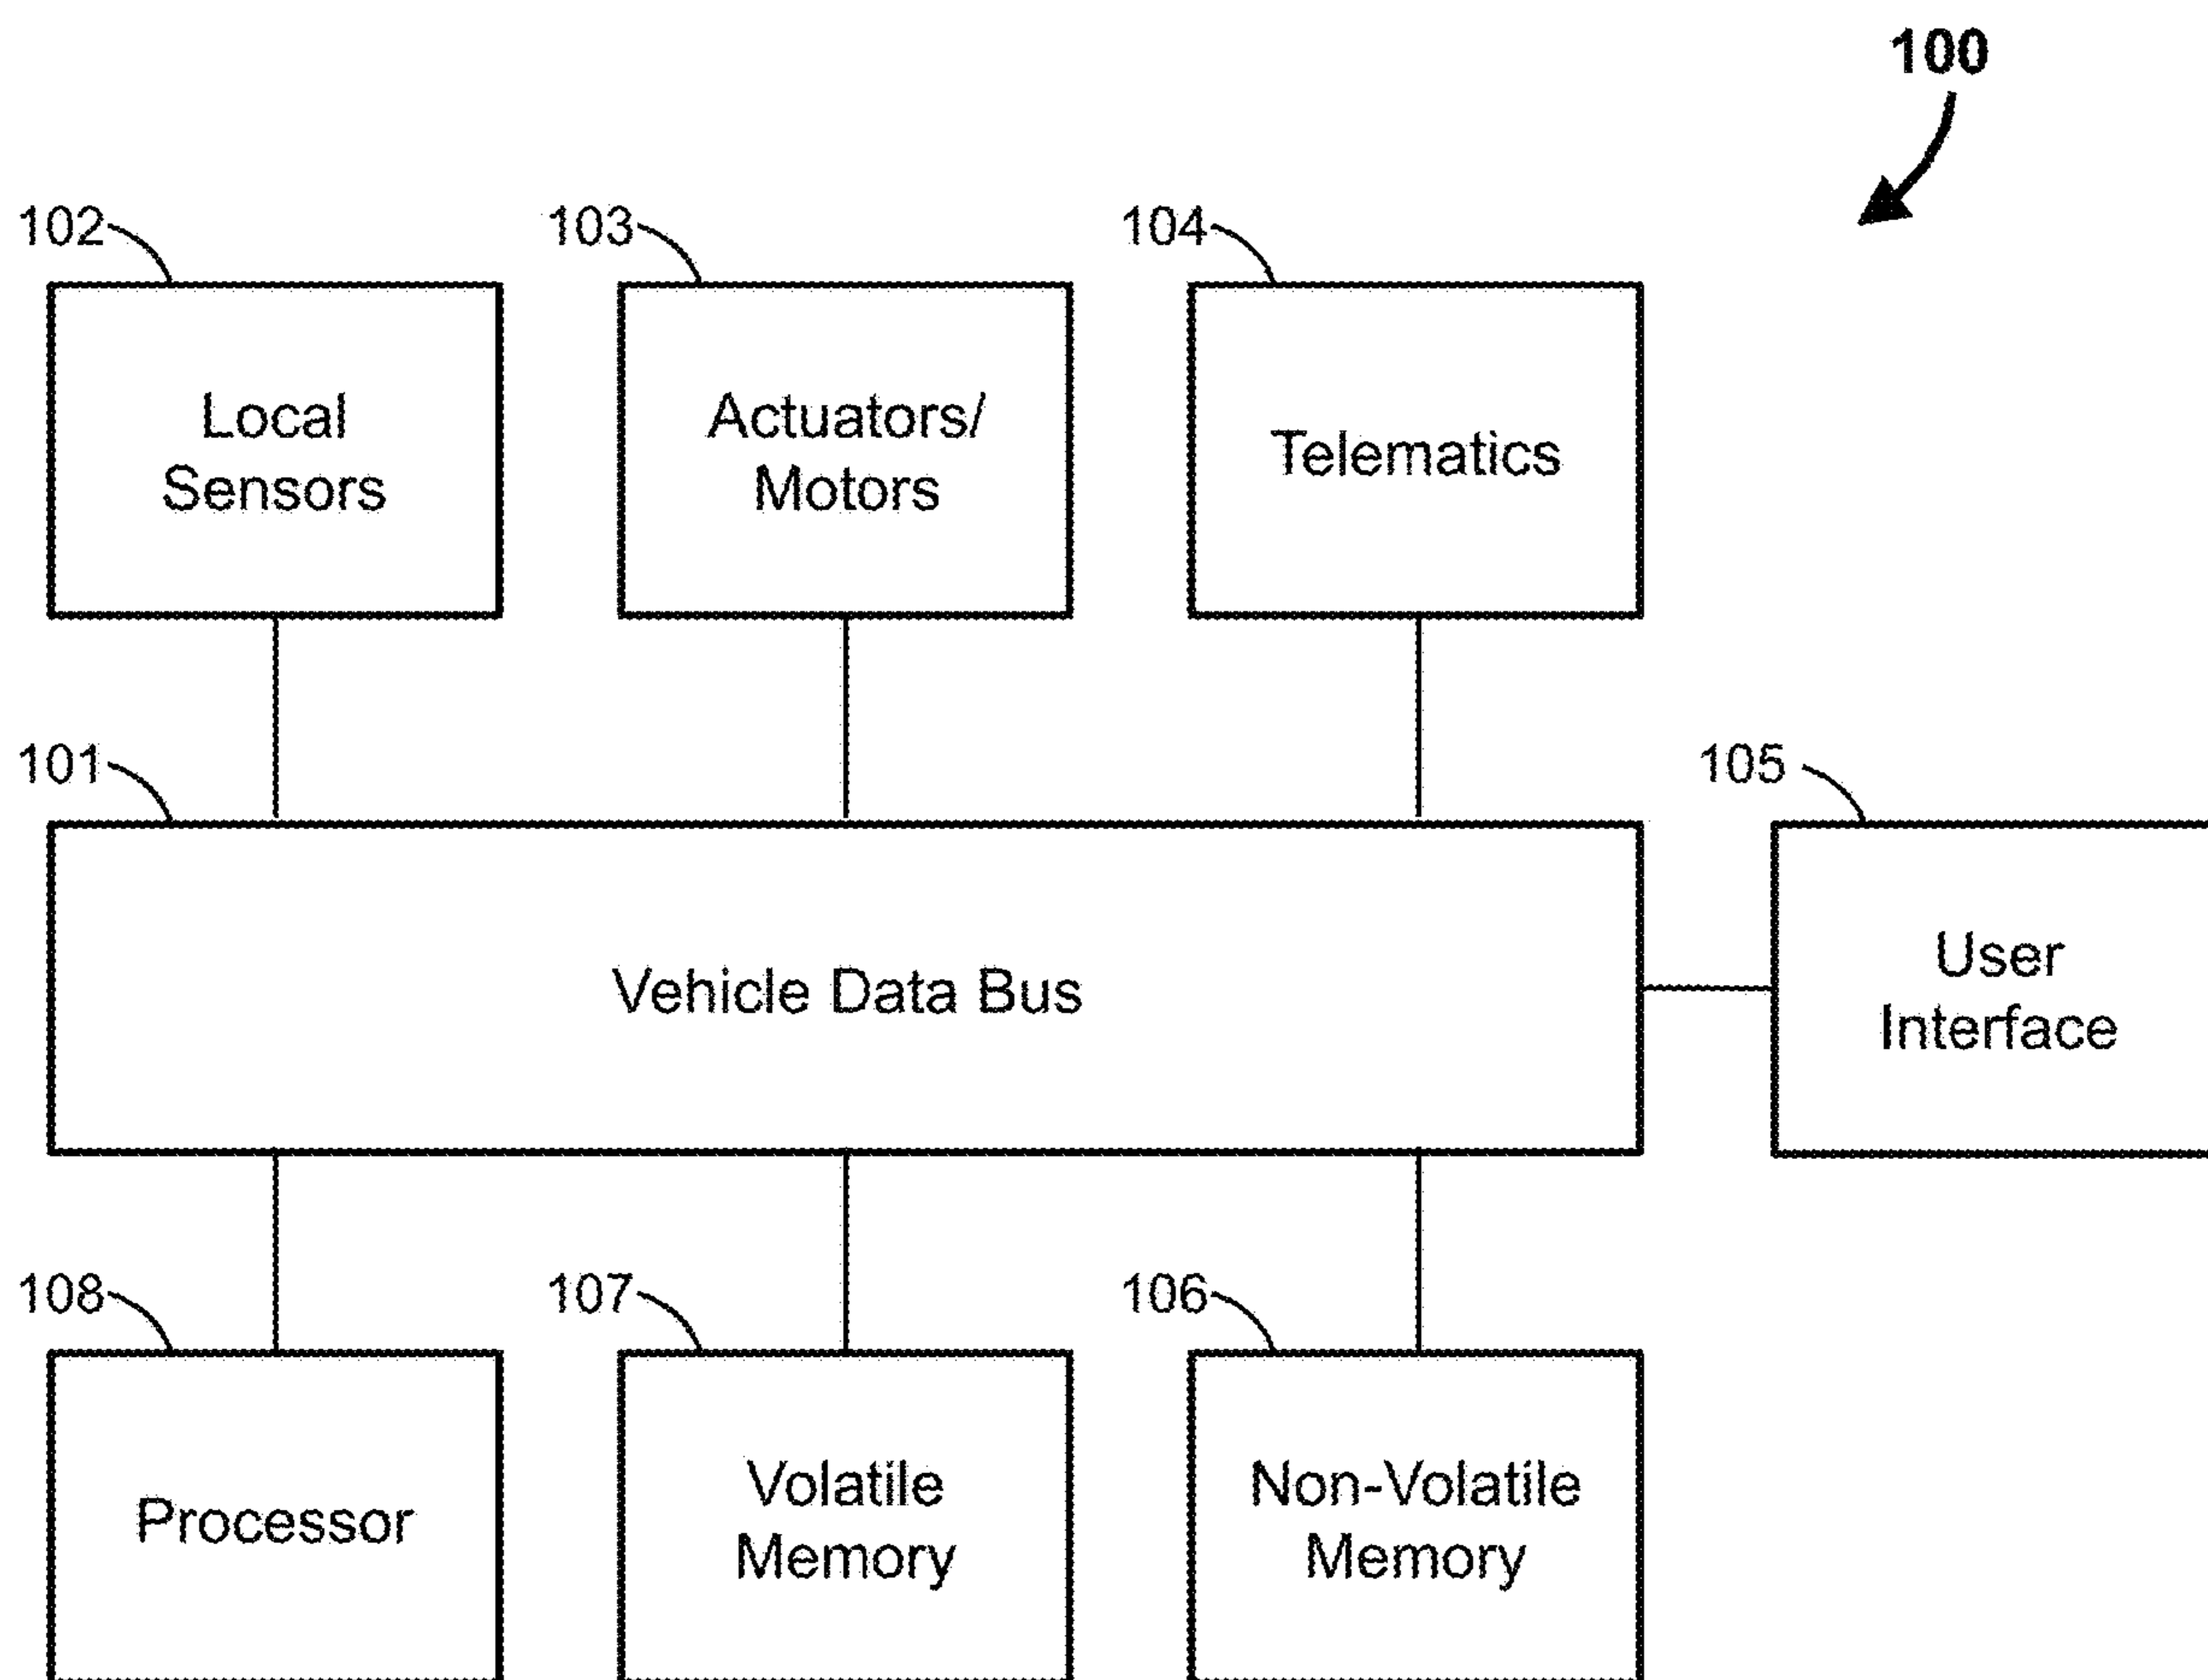 100
102
103
104
Local
Sensors
Actuators/
Motors
Telematics
101
105
Vehicle Data Bus
User
Interface
108
107
106
Processor
Volatile
Memory
Non-Volatile
Memory